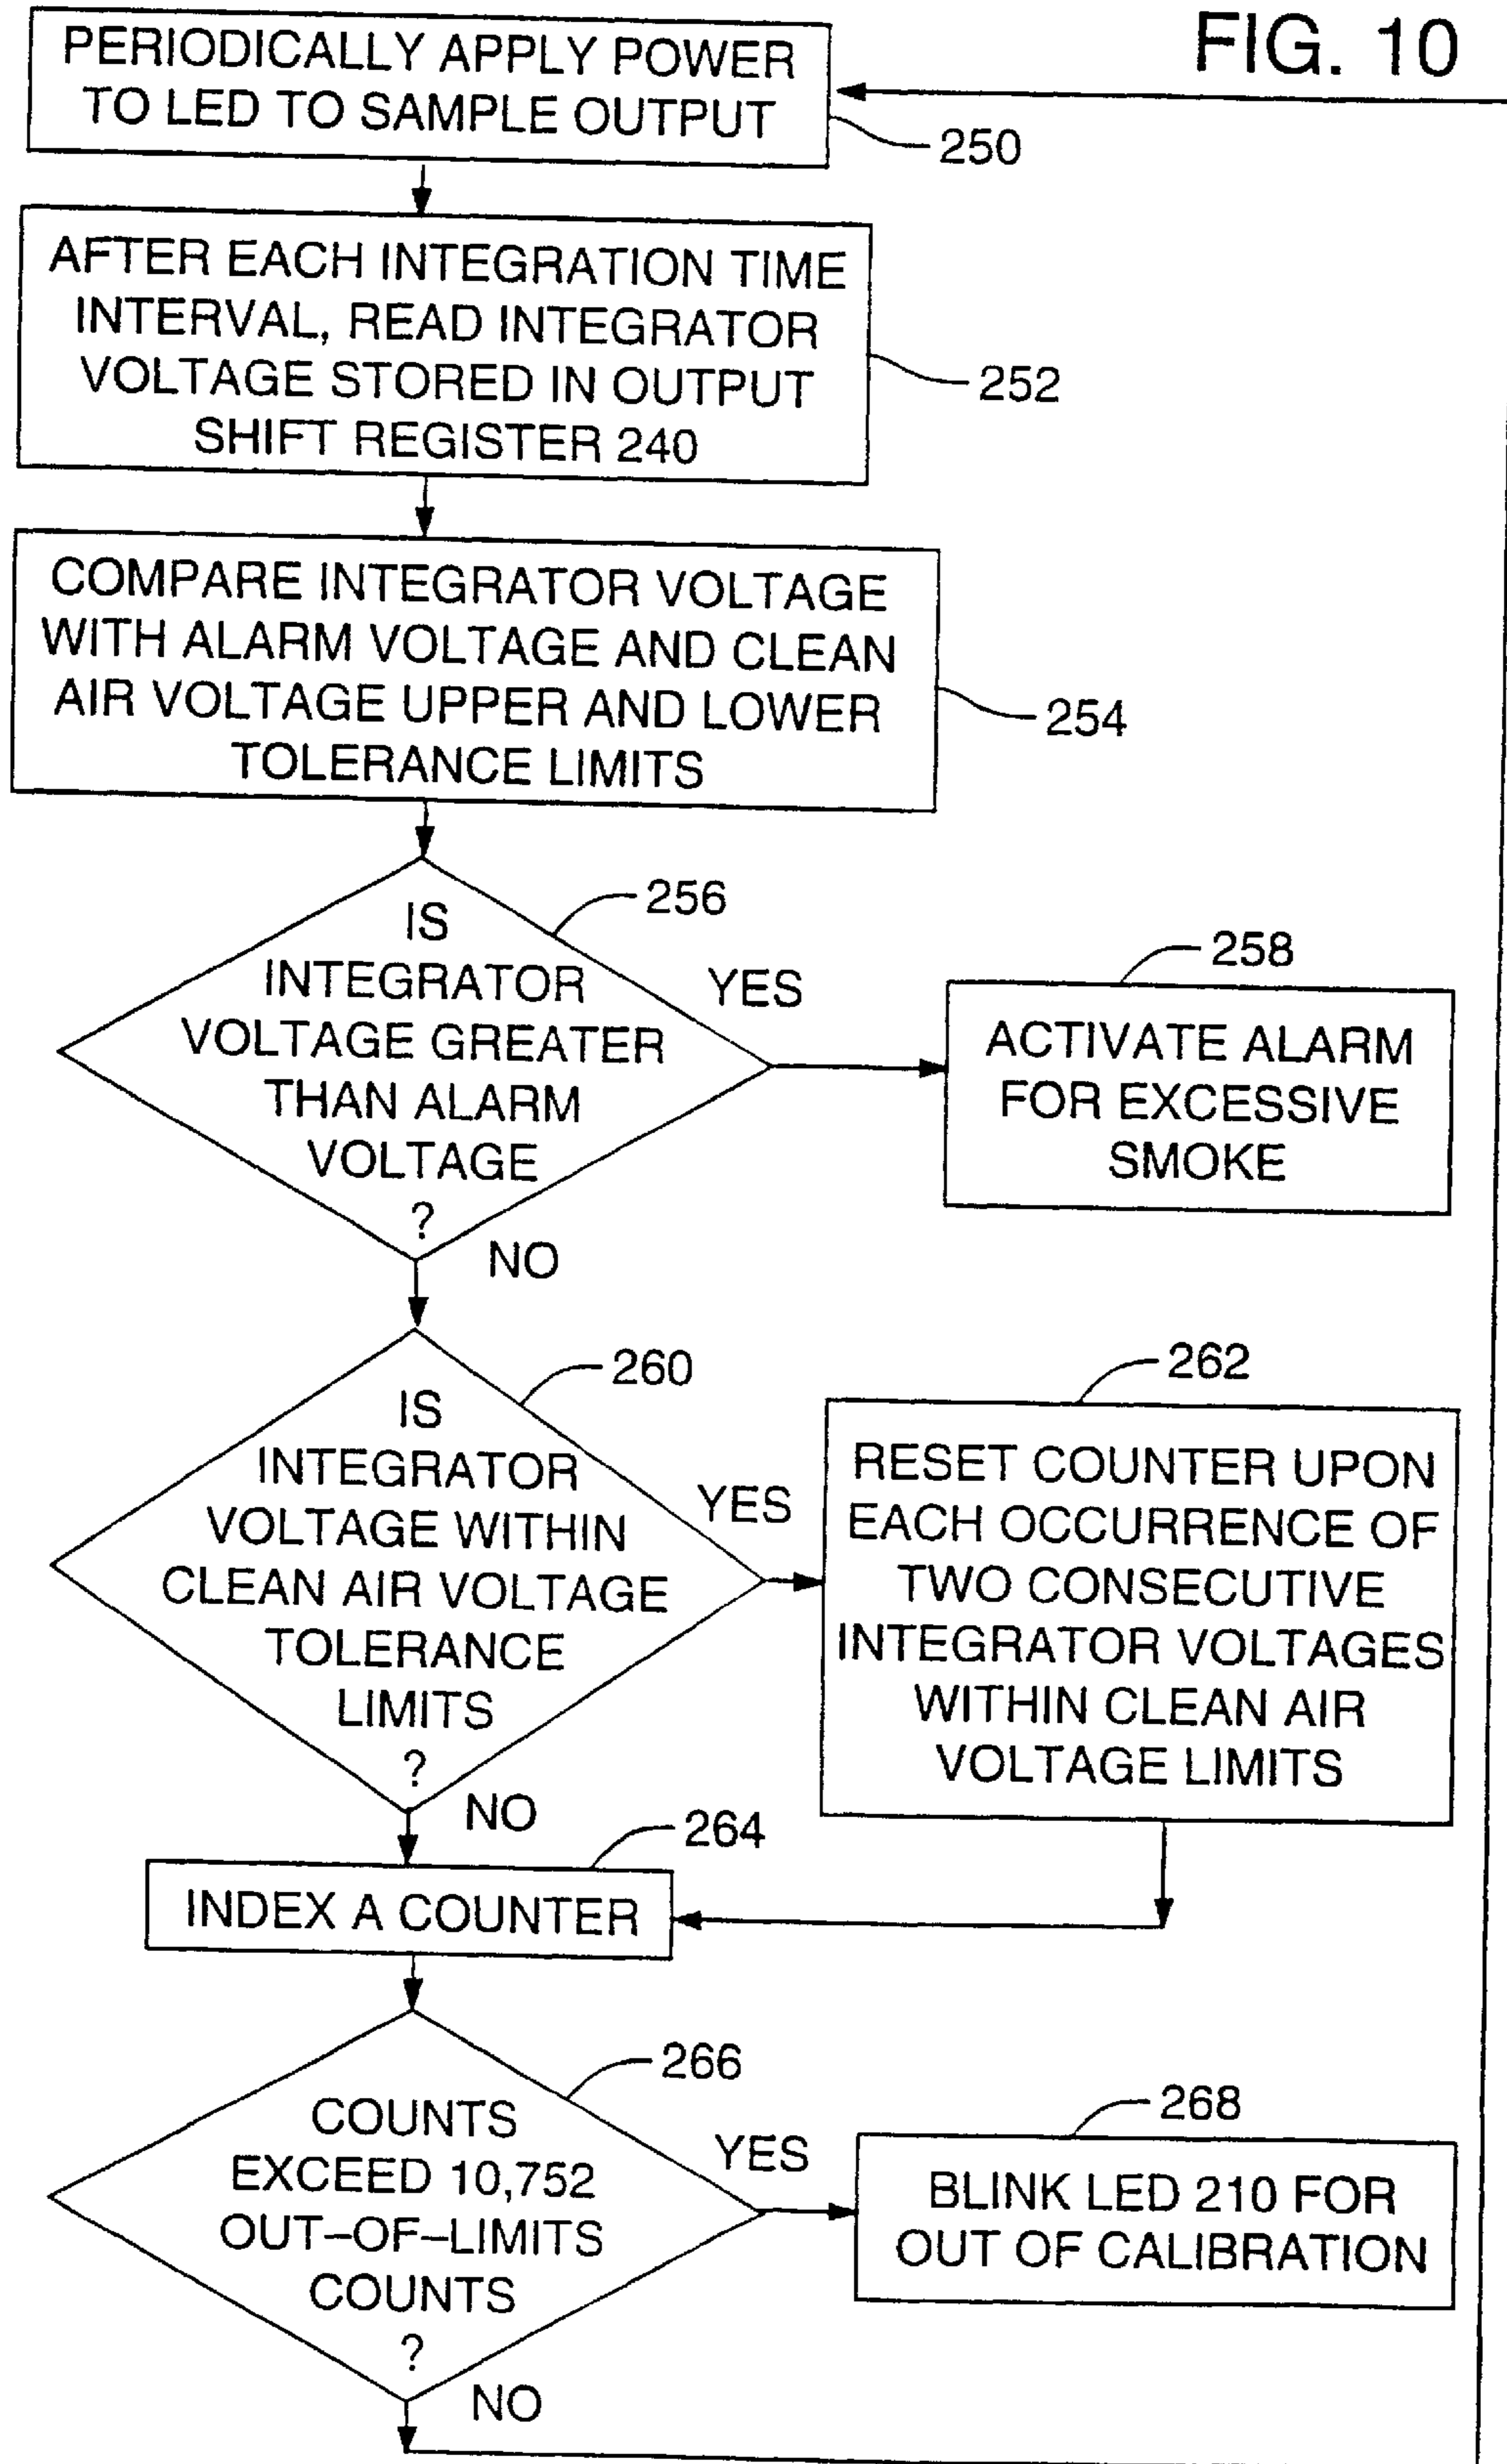 FIG. 10
PERIODICALLY APPLY POWER
TO LED TO SAMPLE OUTPUT
250
AFTER EACH INTEGRATION TIME
INTERVAL, READ INTEGRATOR
VOLTAGE STORED IN OUTPUT
SHIFT REGISTER 240
252
COMPARE INTEGRATOR VOLTAGE
WITH ALARM VOLTAGE AND CLEAN
AIR VOLTAGE UPPER AND LOWER
TOLERANCE LIMITS
254
IS
INTEGRATOR
VOLTAGE GREATER
THAN ALARM
VOLTAGE
?
256
YES
NO
258
ACTIVATE ALARM
FOR EXCESSIVE
SMOKE
IS
INTEGRATOR
VOLTAGE WITHIN
CLEAN AIR VOLTAGE
TOLERANCE
LIMITS
?
260
YES
NO
262
RESET COUNTER UPON
EACH OCCURRENCE OF
TWO CONSECUTIVE
INTEGRATOR VOLTAGES
WITHIN CLEAN AIR
VOLTAGE LIMITS
264
INDEX A COUNTER
COUNTS
EXCEED 10,752
OUT–OF–LIMITS
COUNTS
?
266
YES
NO
268
BLINK LED 210 FOR
OUT OF CALIBRATION